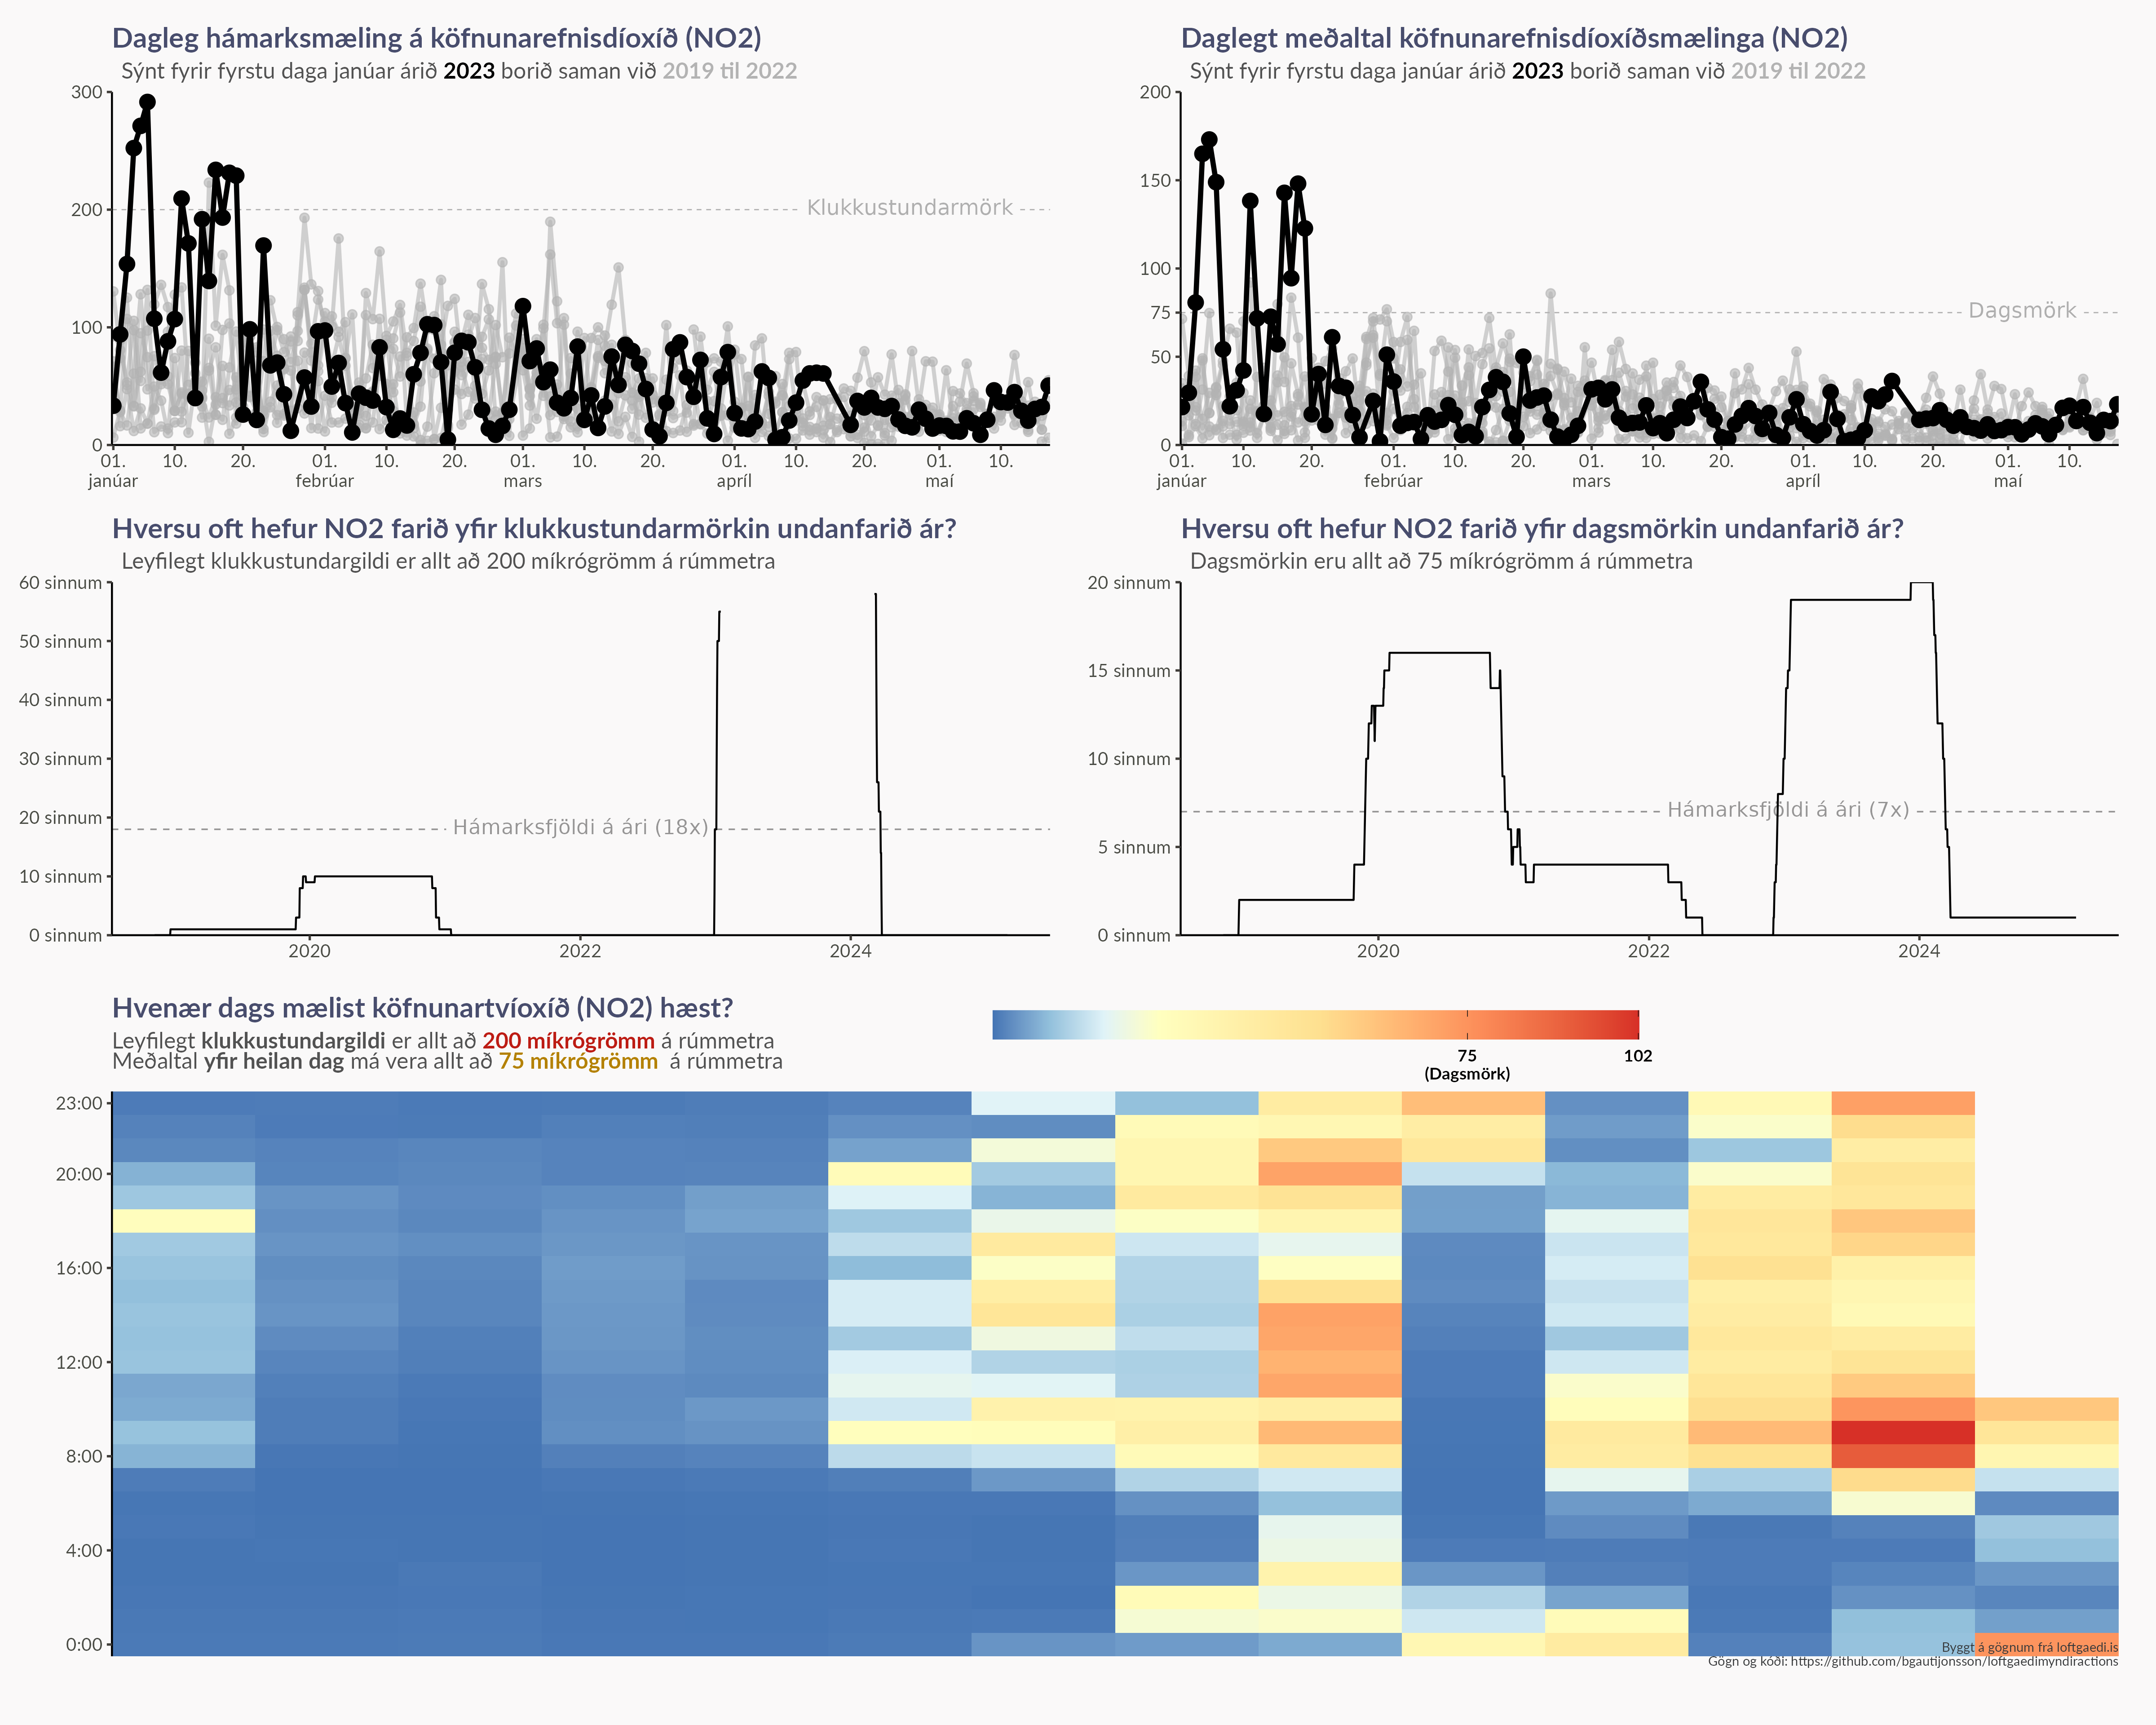 Dagleg hámarksmæling á köfnunarefnisdíoxíð (NO2)
Sýnt fyrir fyrstu daga janúar árið 2023 borið saman við 2019 til 2022
300
200
100
0
Klukkustundarmörk
01. 10. 20. 01. 10. 20. 01. 10. 20. 01. 10. 20. 01. 10.
janúar febrúar mars apríl maí
Daglegt meðaltal köfnunarefnisdíoxíðsmælinga (NO2)
Sýnt fyrir fyrstu daga janúar árið 2023 borið saman við 2019 til 2022
200
150
100
75
50
0
Dagsmörk
01. 10. 20. 01. 10. 20. 01. 10. 20. 01. 10. 20. 01. 10.
janúar febrúar mars apríl maí
Hversu oft hefur NO2 farið yfir klukkustundarmörkin undanfarið ár?
Leyfilegt klukkustundargildi er allt að 200 míkrógrömm á rúmmetra
60 sinnum
50 sinnum
40 sinnum
30 sinnum
20 sinnum
10 sinnum
0 sinnum
Hámarksfjöldi á ári (18x)
2020 2022 2024
Hversu oft hefur NO2 farið yfir dagsmörkin undanfarið ár?
Dagsmörkin eru allt að 75 míkrógrömm á rúmmetra
20 sinnum
15 sinnum
10 sinnum
5 sinnum
0 sinnum
Hámarksfjöldi á ári (7x)
2020 2022 2024
Hvenær dags mælist köfnunartvíoxíð (NO2) hæst?
Leyfilegt klukkustundargildi er allt að 200 míkrógrömm á rúmmetra
Meðaltal yfir heilan dag má vera allt að 75 míkrógrömm á rúmmetra
75 102
(Dagsmörk)
23:00
20:00
16:00
12:00
8:00
4:00
0:00
Byggt á gögnum frá loftgaedi.is
Gögn og kóði: https://github.com/bgautijonsson/loftgaedimyndiractions